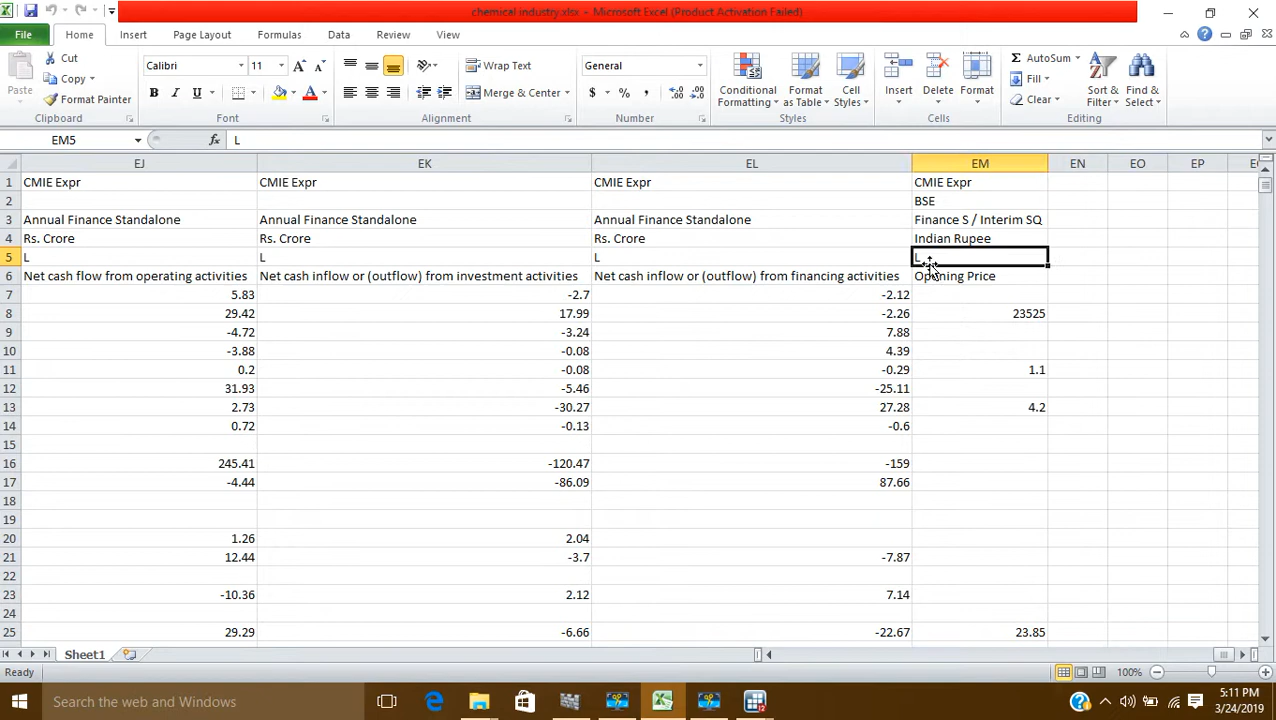 chemical industry.xlsx - Microsoft Excel (Product Activation Failed)
File Home Insert Page Layout Formulas Data Review View
Cut
Copy
Format Painter
Paste
Calibri 11
B I U
Wrap Text
Merge & Center
General
$ % ,
Conditional Formatting
Format as Table
Cell Styles
Insert Delete Format
Σ AutoSum
Fill
Clear
Sort & Filter
Find & Select
Clipboard Font Alignment Number Styles Cells Editing
EM5 fx L
EJ EK EL EM EN EO EP
1 CMIE Expr CMIE Expr CMIE Expr CMIE Expr
2 BSE
3 Annual Finance Standalone Annual Finance Standalone Annual Finance Standalone Finance S / Interim SQ
4 Rs. Crore Rs. Crore Rs. Crore Indian Rupee
5 L L L L
6 Net cash flow from operating activities Net cash inflow or (outflow) from investment activities Net cash inflow or (outflow) from financing activities Opening Price
7 5.83 -2.7 -2.12
8 29.42 17.99 -2.26 23525
9 -4.72 -3.24 7.88
10 -3.88 -0.08 4.39
11 0.2 -0.08 -0.29 1.1
12 31.93 -5.46 -25.11
13 2.73 -30.27 27.28 4.2
14 0.72 -0.13 -0.6
15
16 245.41 -120.47 -159
17 -4.44 -86.09 87.66
18
19
20 1.26 2.04
21 12.44 -3.7 -7.87
22
23 -10.36 2.12 7.14
24
25 29.29 -6.66 -22.67 23.85
Sheet1
Ready 100%
Search the web and Windows
5:11 PM
3/24/2019